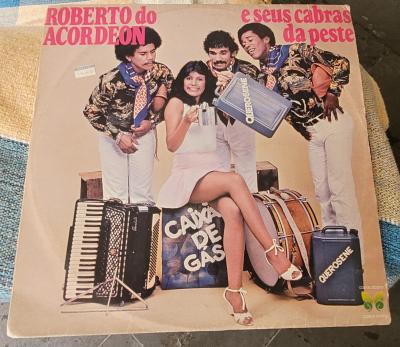 ROBERTO do
ACORDEON
e seus cabras
da peste
QUEROSENE
CAIXA
DE
GÁS
QUEROSENE